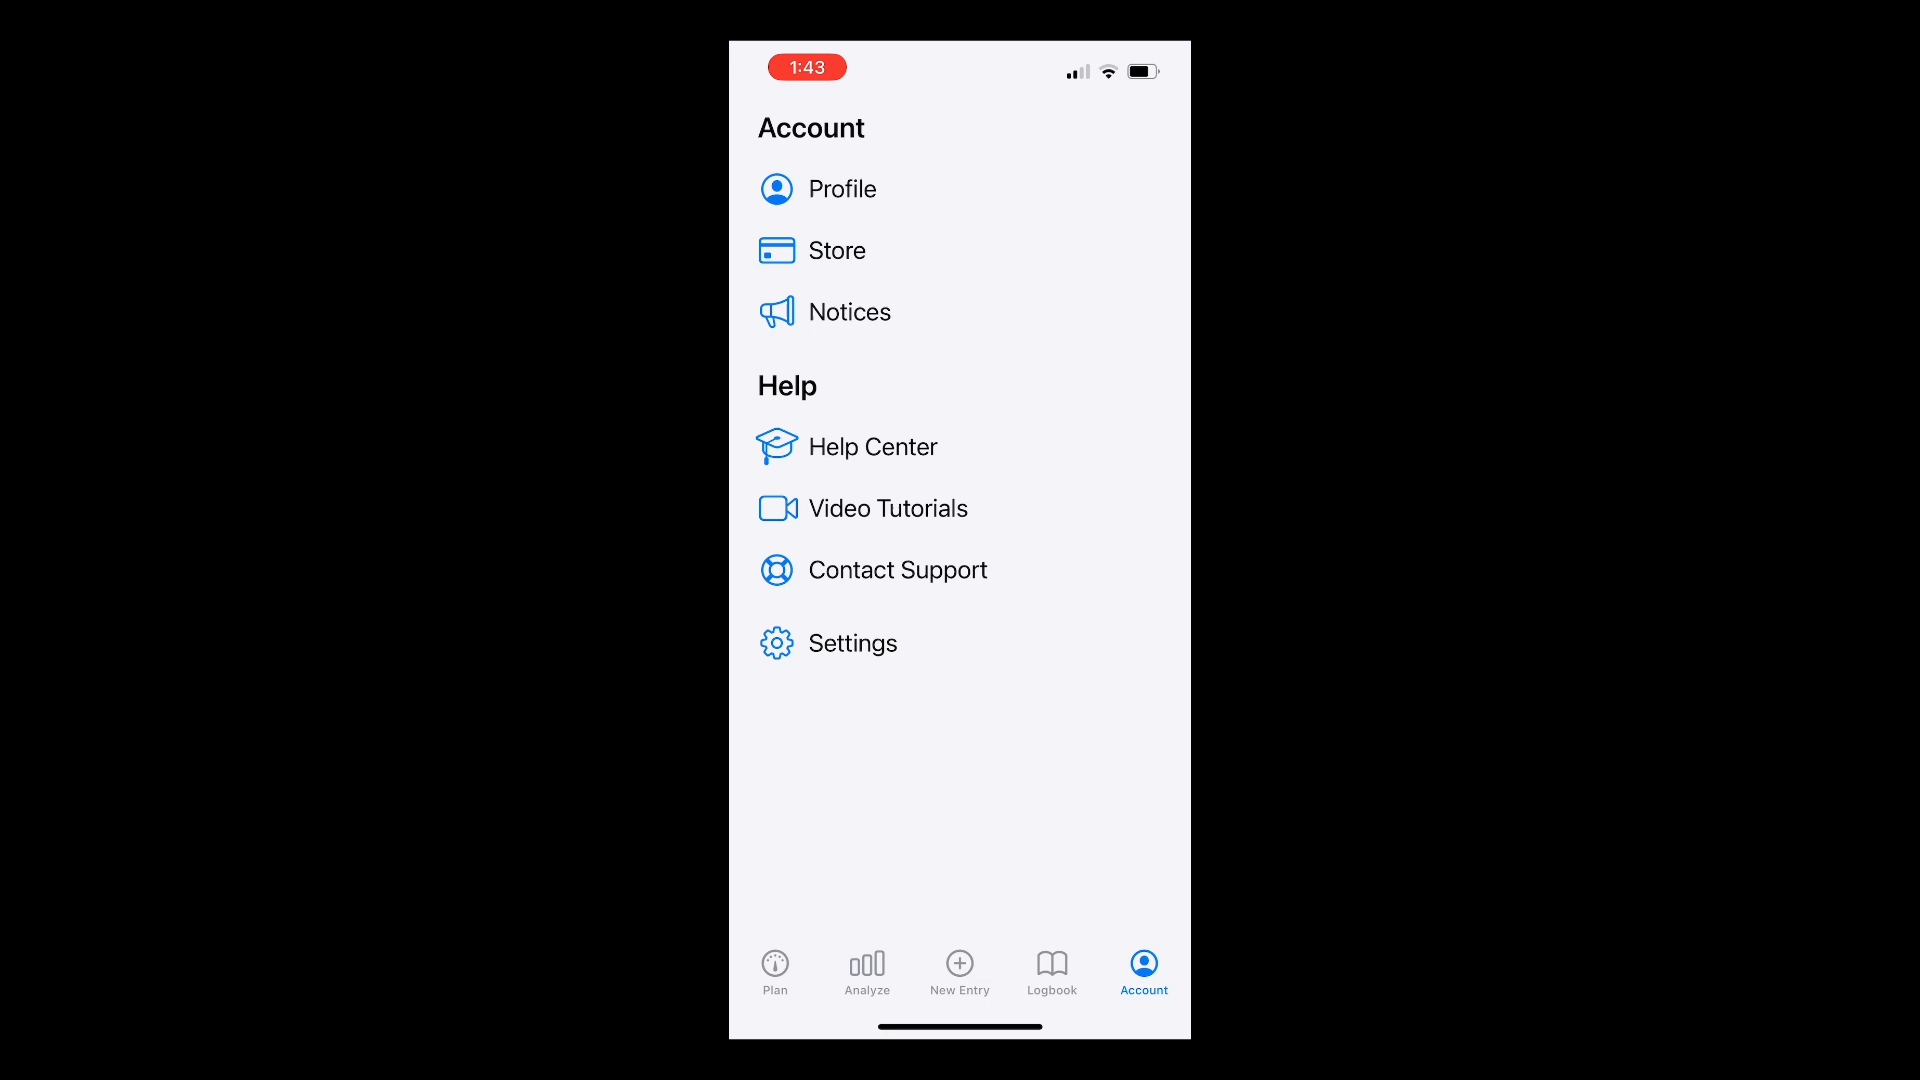 1:43
Account
Profile
Store
Notices
Help
Help Center
Video Tutorials
Contact Support
Settings
Plan
Analyze
New Entry
Logbook
Account